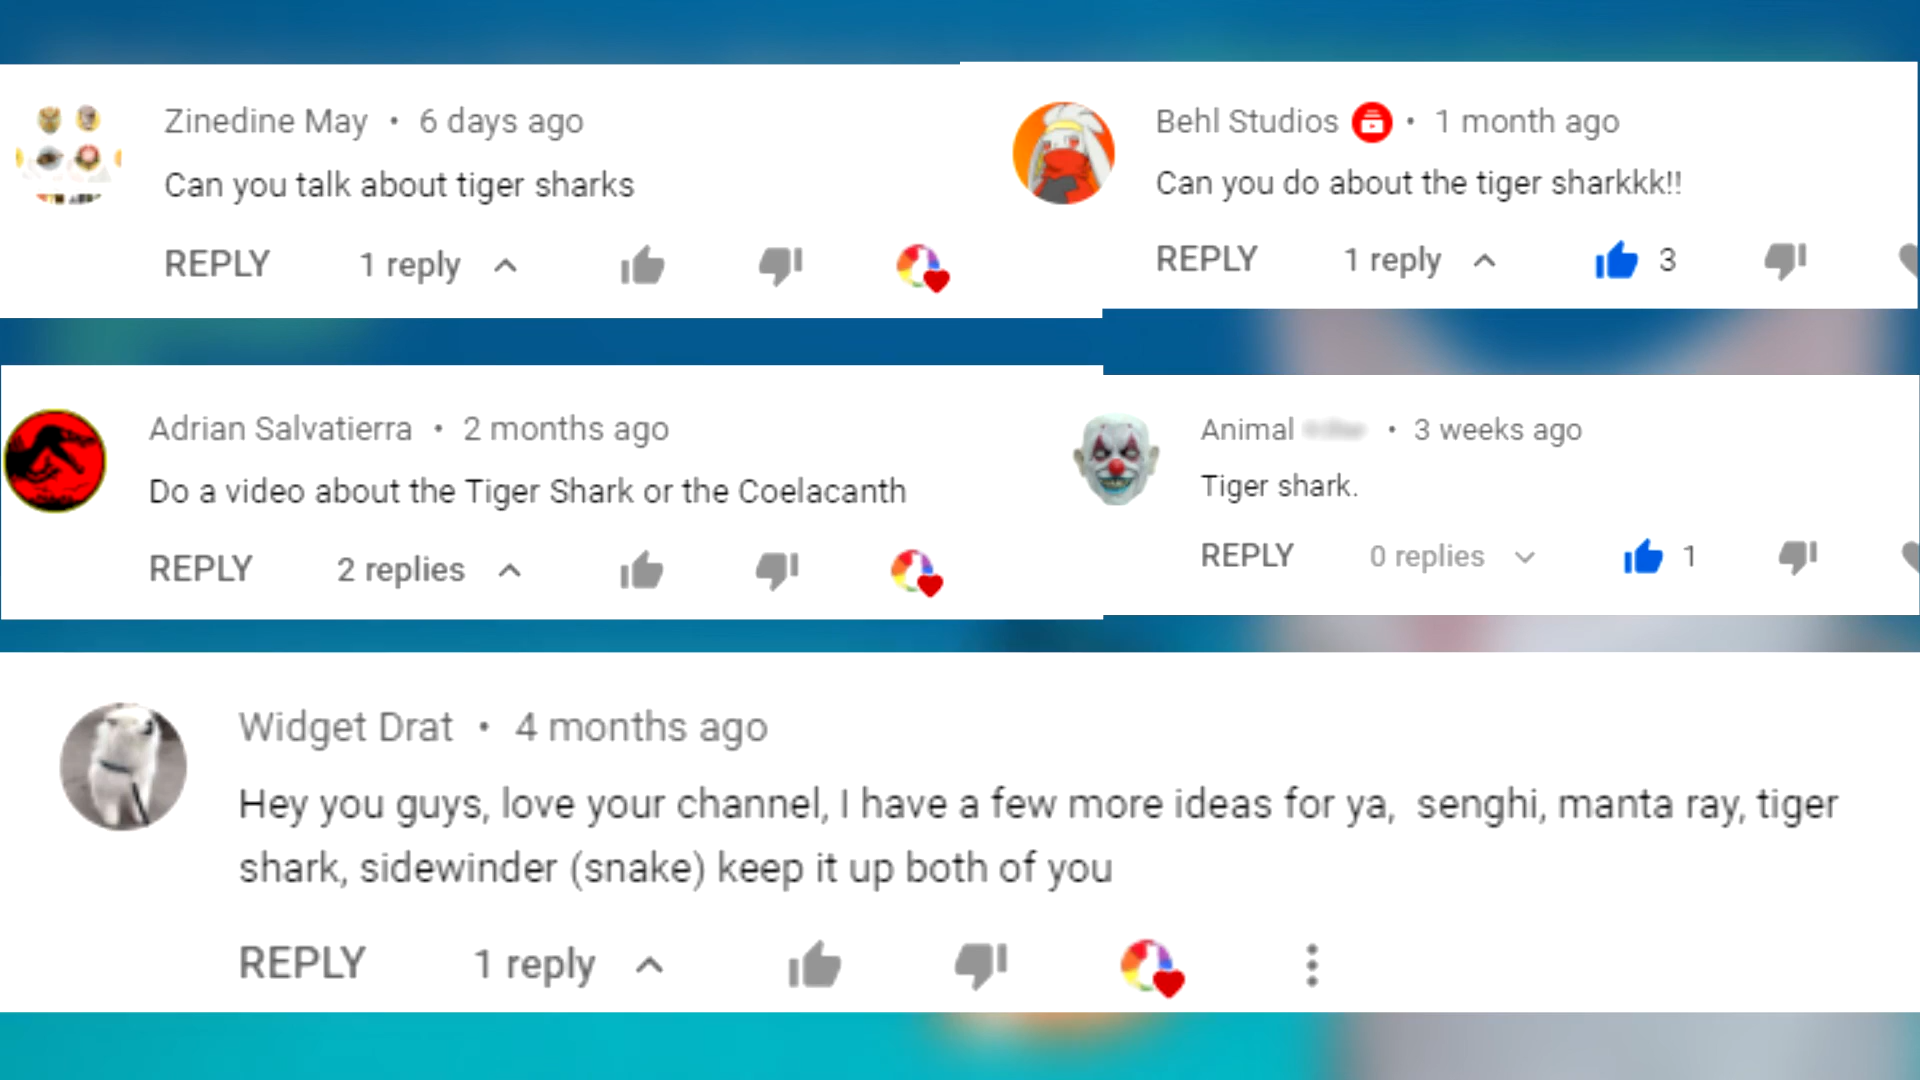 Zinedine May • 6 days ago
Can you talk about tiger sharks
REPLY 1 reply
Behl Studios • 1 month ago
Can you do about the tiger sharkkk!!
REPLY 1 reply 3
Adrian Salvatierra • 2 months ago
Do a video about the Tiger Shark or the Coelacanth
REPLY 2 replies
Animal • 3 weeks ago
Tiger shark.
REPLY 0 replies 1
Widget Drat • 4 months ago
Hey you guys, love your channel, I have a few more ideas for ya, senghi, manta ray, tiger
shark, sidewinder (snake) keep it up both of you
REPLY 1 reply